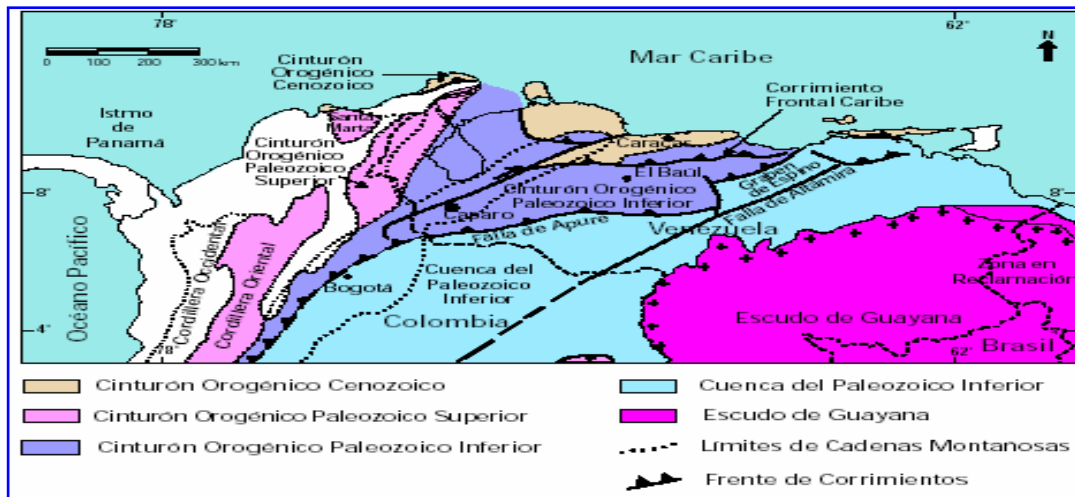 78°
62°
N
0 100 200 300 km
Mar Caribe
Cinturón
Orogénico
Cenozoico
Corrimiento
Frontal Caribe
Istmo de
Panamá
Santa
Marta
Cinturón
Orogénico
Paleozoico
Superior
Caracas
El Baúl
Graben
de Espino
8°
8°
Cinturón Orogénico
Paleozoico Inferior
Caparo
Falla de Apure
Falla de Altamira
Venezuela
Océano Pacífico
Cordillera Occidental
Cordillera Oriental
Bogotá
Cuenca del
Paleozoico
Inferior
Zona en
Reclamación
Colombia
Escudo de Guayana
4°
4°
Brasil
78°
62°
Cinturón Orogénico Cenozoico
Cinturón Orogénico Paleozoico Superior
Cinturón Orogénico Paleozoico Inferior
Cuenca del Paleozoico Inferior
Escudo de Guayana
Límites de Cadenas Montañosas
Frente de Corrimientos